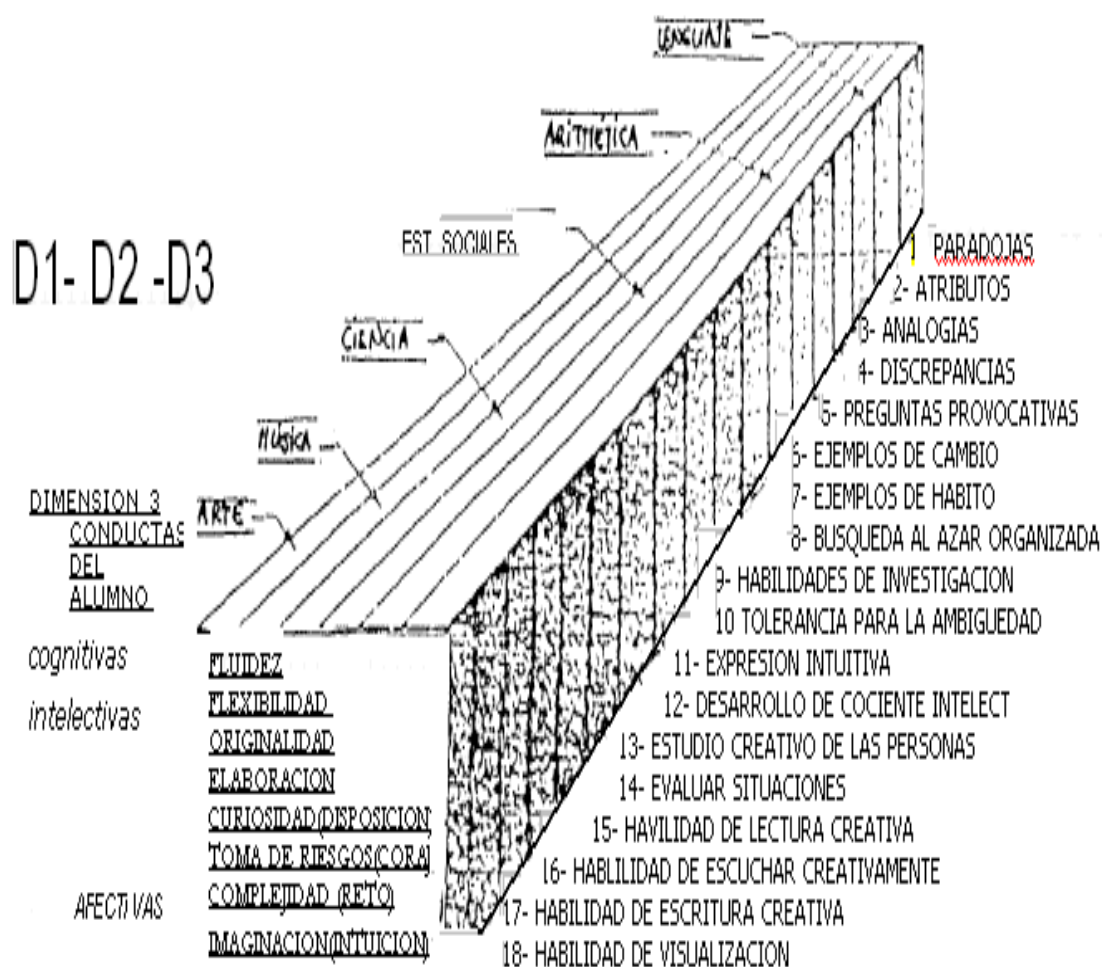 LENGUAJE
ARITMÉTICA
EST. SOCIALES
CIENCIA
MÚSICA
ARTE
D1- D2 -D3
DIMENSION 3
CONDUCTAS
DEL
ALUMNO
cognitivas
intelectivas
AFECTIVAS
FLUIDEZ
FLEXIBILIDAD
ORIGINALIDAD
ELABORACION
CURIOSIDAD(DISPOSICION)
TOMA DE RIESGOS(CORA)
COMPLEJIDAD (RETO)
IMAGINACION(INTUICION)
1 PARADOJAS
2- ATRIBUTOS
3- ANALOGIAS
4- DISCREPANCIAS
5- PREGUNTAS PROVOCATIVAS
6- EJEMPLOS DE CAMBIO
7- EJEMPLOS DE HABITO
8- BUSQUEDA AL AZAR ORGANIZADA
9- HABILIDADES DE INVESTIGACION
10 TOLERANCIA PARA LA AMBIGUEDAD
11- EXPRESION INTUITIVA
12- DESARROLLO DE COCIENTE INTELECT
13- ESTUDIO CREATIVO DE LAS PERSONAS
14- EVALUAR SITUACIONES
15- HAVILIDAD DE LECTURA CREATIVA
16- HABLILIDAD DE ESCUCHAR CREATIVAMENTE
17- HABILIDAD DE ESCRITURA CREATIVA
18- HABILIDAD DE VISUALIZACION